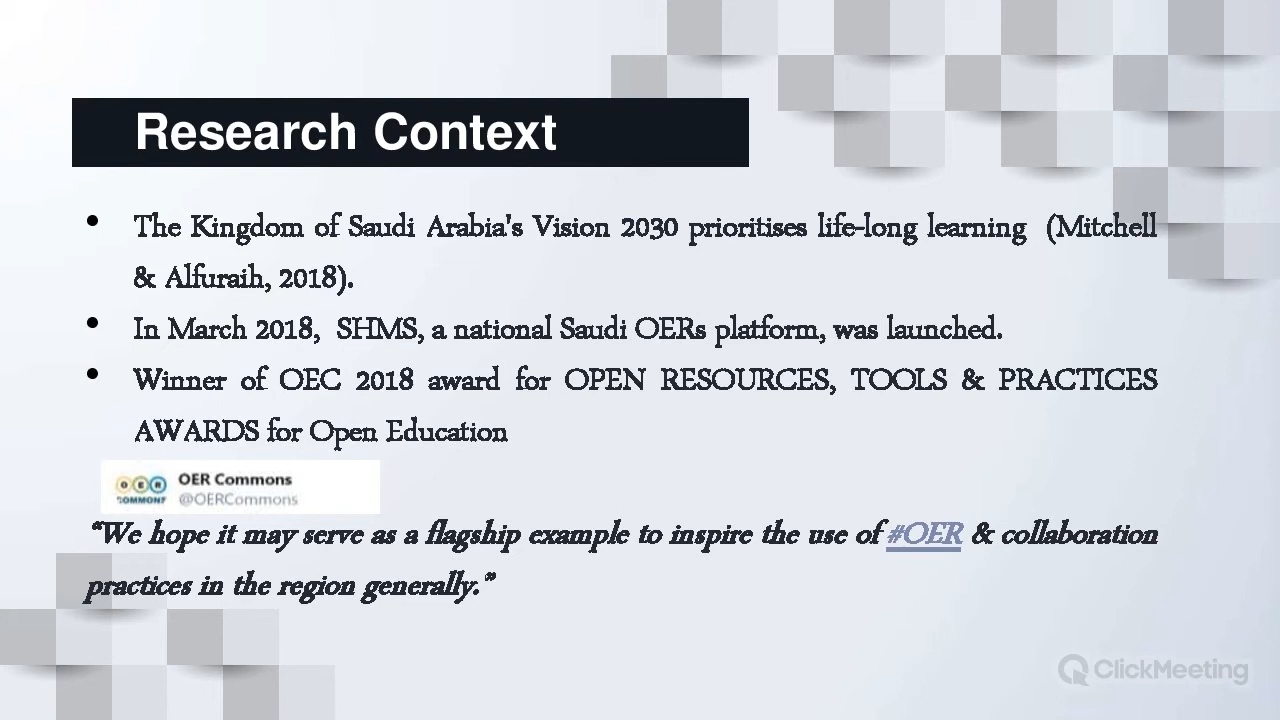 Research Context
• The Kingdom of Saudi Arabia's Vision 2030 prioritises life-long learning (Mitchell
& Alfuraih, 2018).
• In March 2018, SHMS, a national Saudi OERs platform, was launched.
• Winner of OEC 2018 award for OPEN RESOURCES, TOOLS & PRACTICES
AWARDS for Open Education
OER
COMMONS
OER Commons
@OERCommons
“We hope it may serve as a flagship example to inspire the use of #OER & collaboration
practices in the region generally.”
ClickMeeting